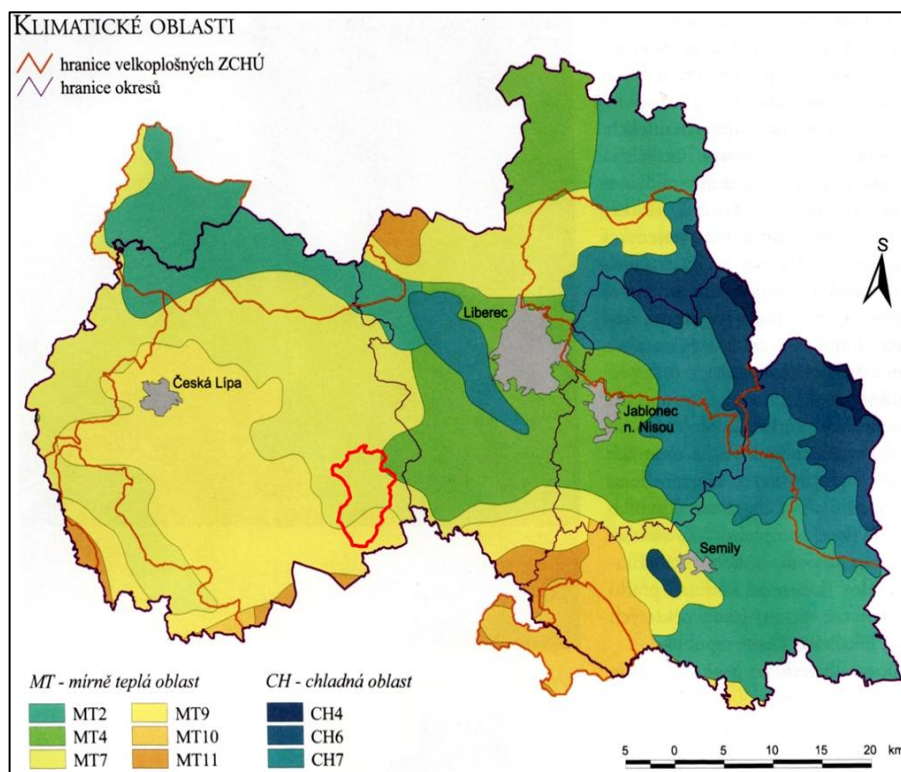 KLIMATICKÉ OBLASTI
hranice velkoplošných ZCHÚ
hranice okresů
S
Liberec
Česká Lípa
Jablonec
n. Nisou
Semily
MT - mírně teplá oblast
MT2
MT4
MT7
MT9
MT10
MT11
CH - chladná oblast
CH4
CH6
CH7
5 0 5 10 15 20 km